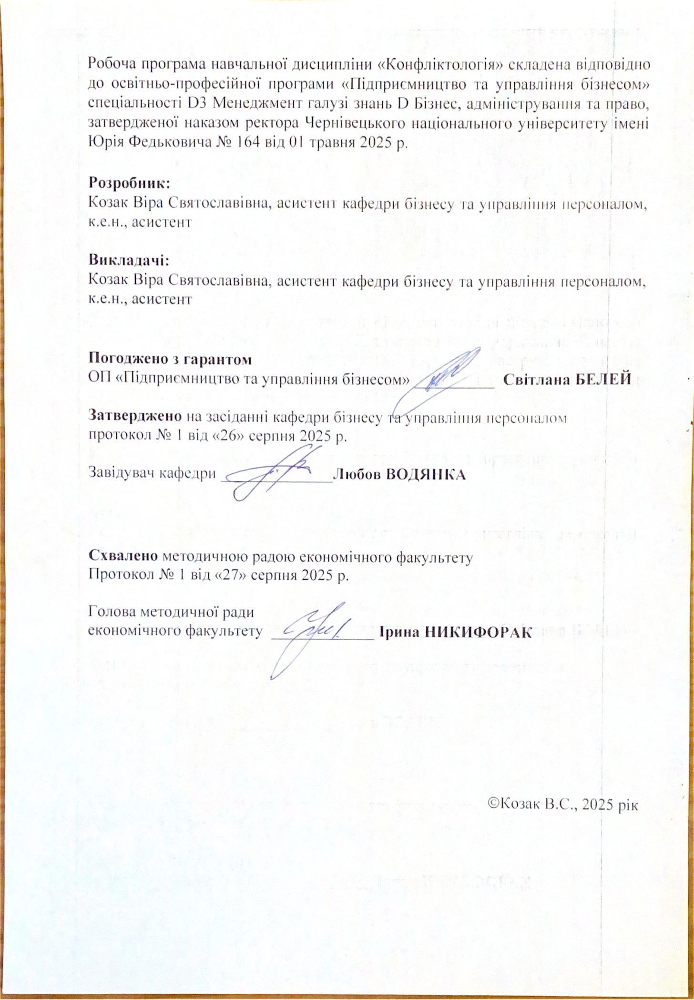 Робоча програма навчальної дисципліни «Конфліктологія» складена відповідно
до освітньо-професійної програми «Підприємництво та управління бізнесом»
спеціальності D3 Менеджмент галузі знань D Бізнес, адміністрування та право,
затвердженої наказом ректора Чернівецького національного університету імені
Юрія Федьковича № 164 від 01 травня 2025 р.
Розробник:
Козак Віра Святославівна, асистент кафедри бізнесу та управління персоналом,
к.е.н., асистент
Викладачі:
Козак Віра Святославівна, асистент кафедри бізнесу та управління персоналом,
к.е.н., асистент
Погоджено з гарантом
ОП «Підприємництво та управління бізнесом» Світлана БЕЛЕЙ
Затверджено на засіданні кафедри бізнесу та управління персоналом
протокол № 1 від «26» серпня 2025 р.
Завідувач кафедри Любов ВОДЯНКА
Схвалено методичною радою економічного факультету
Протокол № 1 від «27» серпня 2025 р.
Голова методичної ради
економічного факультету Ірина НИКИФОРАК
©Козак В.С., 2025 рік